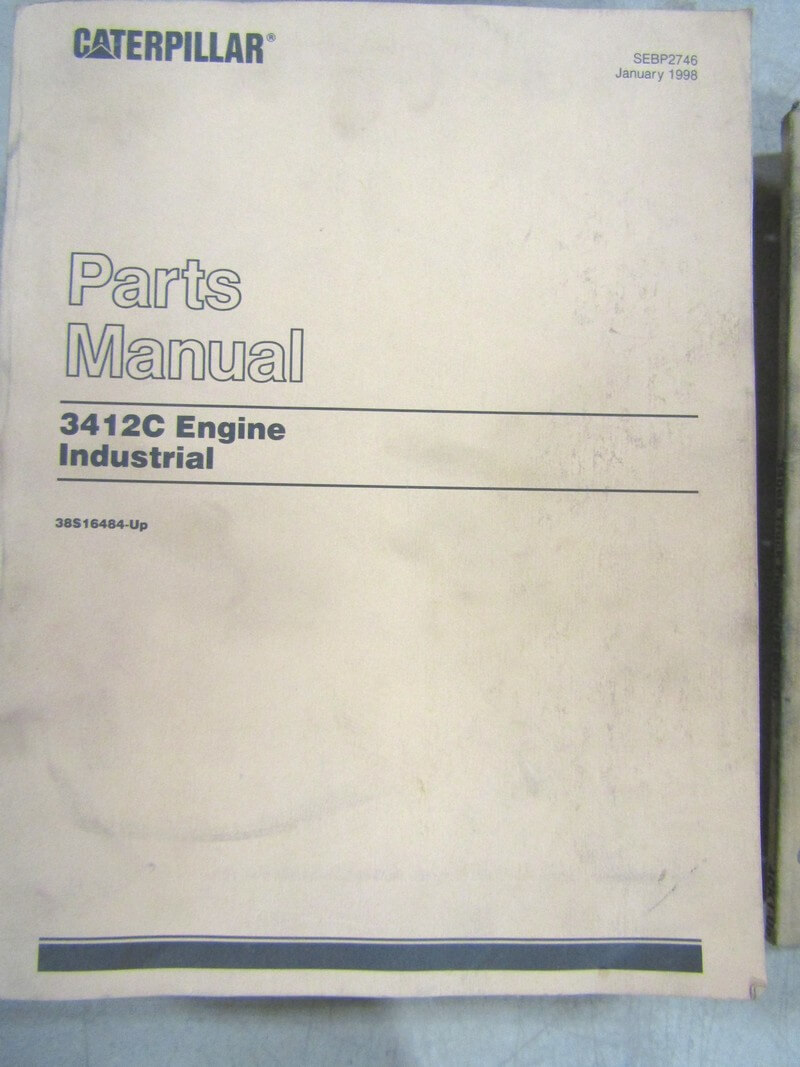 CATERPILLAR®
SEBP2746
January 1998
Parts
Manual
3412C Engine
Industrial
38S16484-Up